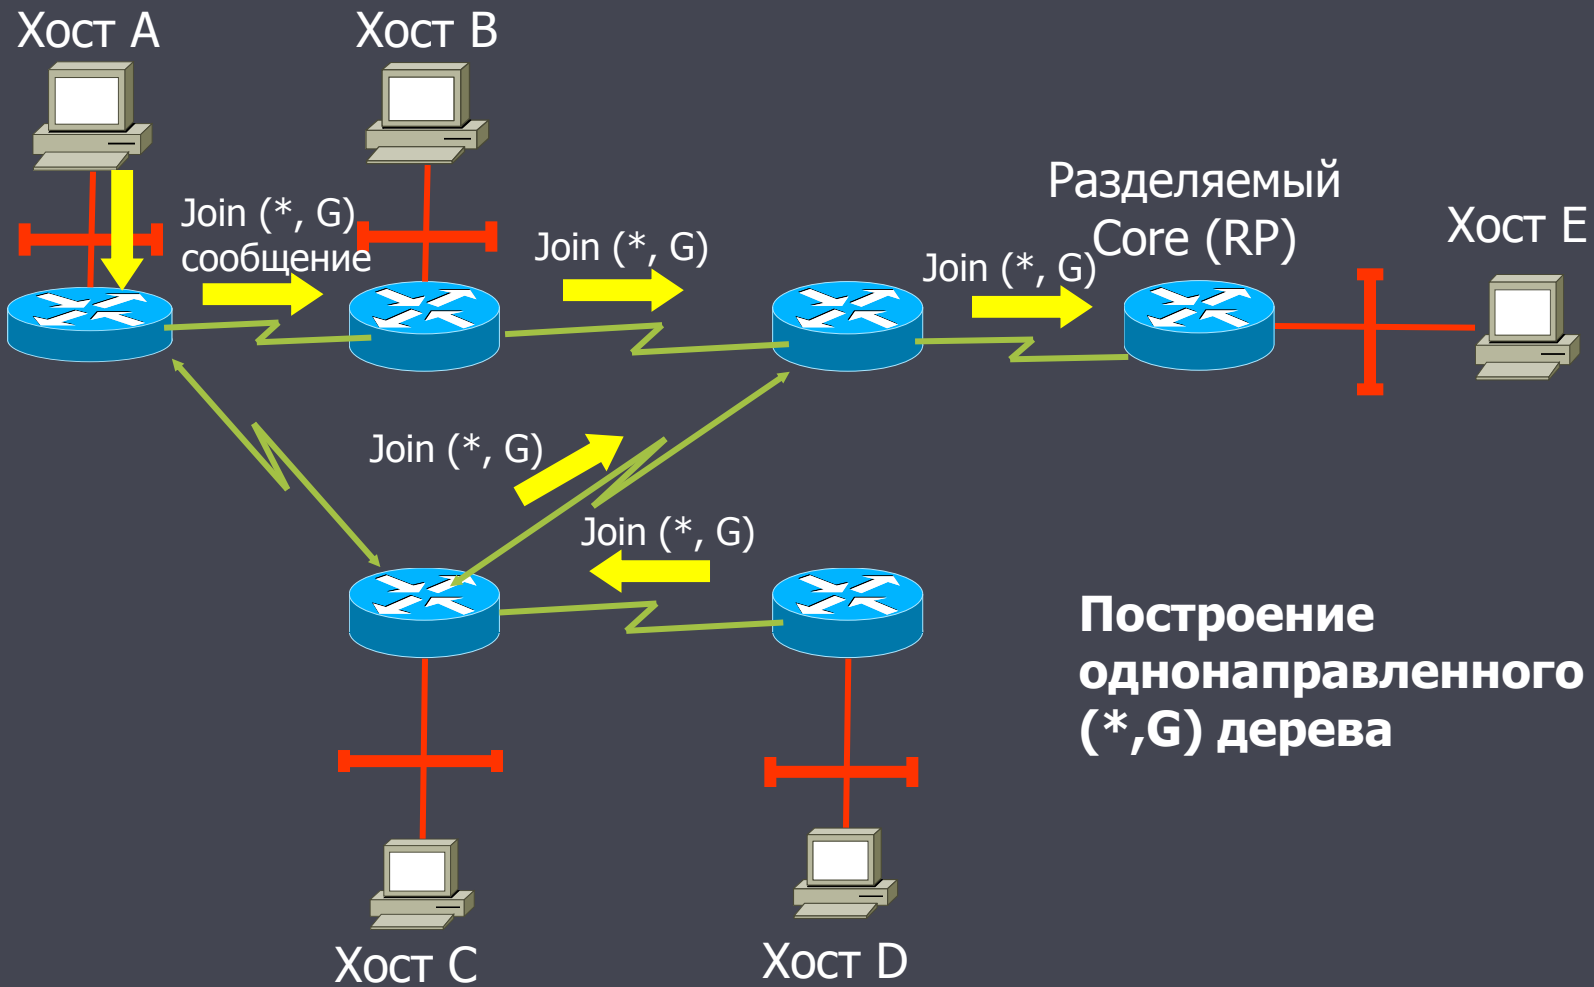 Хост A
Хост B
Разделяемый
Core (RP)
Хост E
Join (*, G)
сообщение
Join (*, G)
Join (*, G)
Join (*, G)
Join (*, G)
Построение
однонаправленного
(*,G) дерева
Хост C
Хост D